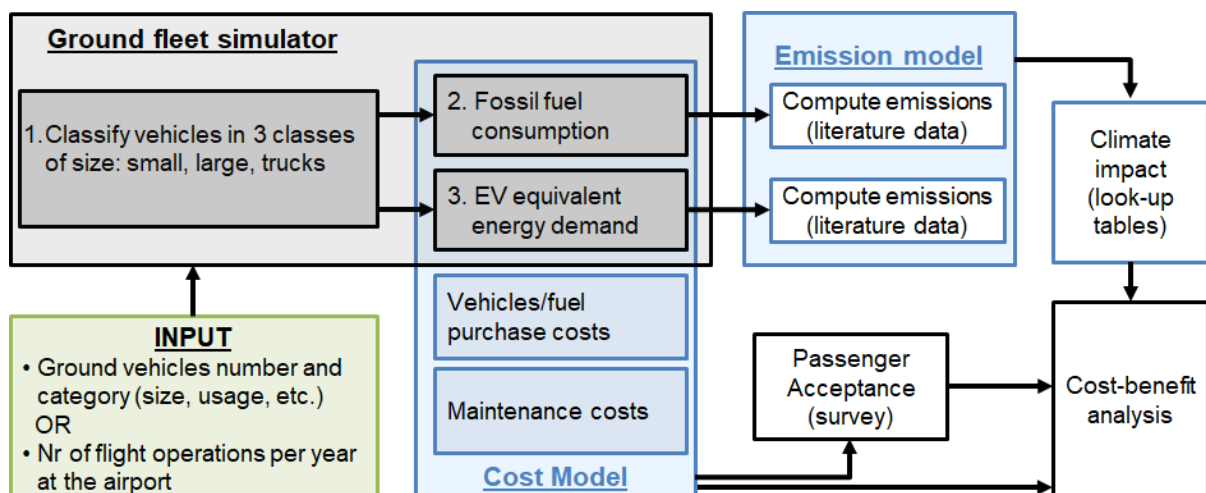 Ground fleet simulator
1. Classify vehicles in 3 classes
of size: small, large, trucks
2. Fossil fuel
consumption
3. EV equivalent
energy demand
Emission model
Compute emissions
(literature data)
Compute emissions
(literature data)
Climate
impact
(look-up
tables)
INPUT
• Ground vehicles number and
category (size, usage, etc.)
OR
• Nr of flight operations per year
at the airport
Vehicles/fuel
purchase costs
Maintenance costs
Cost Model
Passenger
Acceptance
(survey)
Cost-benefit
analysis